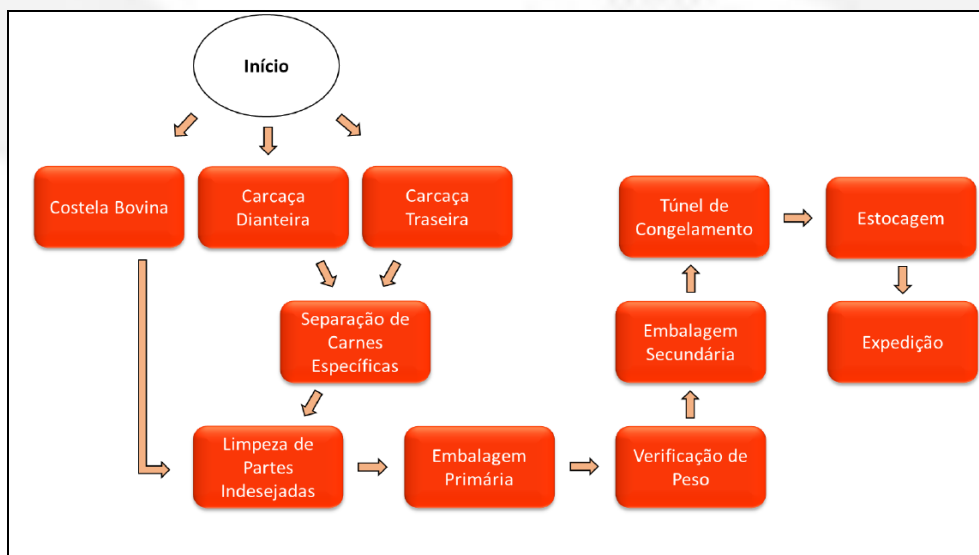 Início
Costela Bovina
Carcaça
Dianteira
Carcaça
Traseira
Separação de
Carnes
Específicas
Limpeza de
Partes
Indesejadas
Embalagem
Primária
Verificação de
Peso
Embalagem
Secundária
Túnel de
Congelamento
Estocagem
Expedição